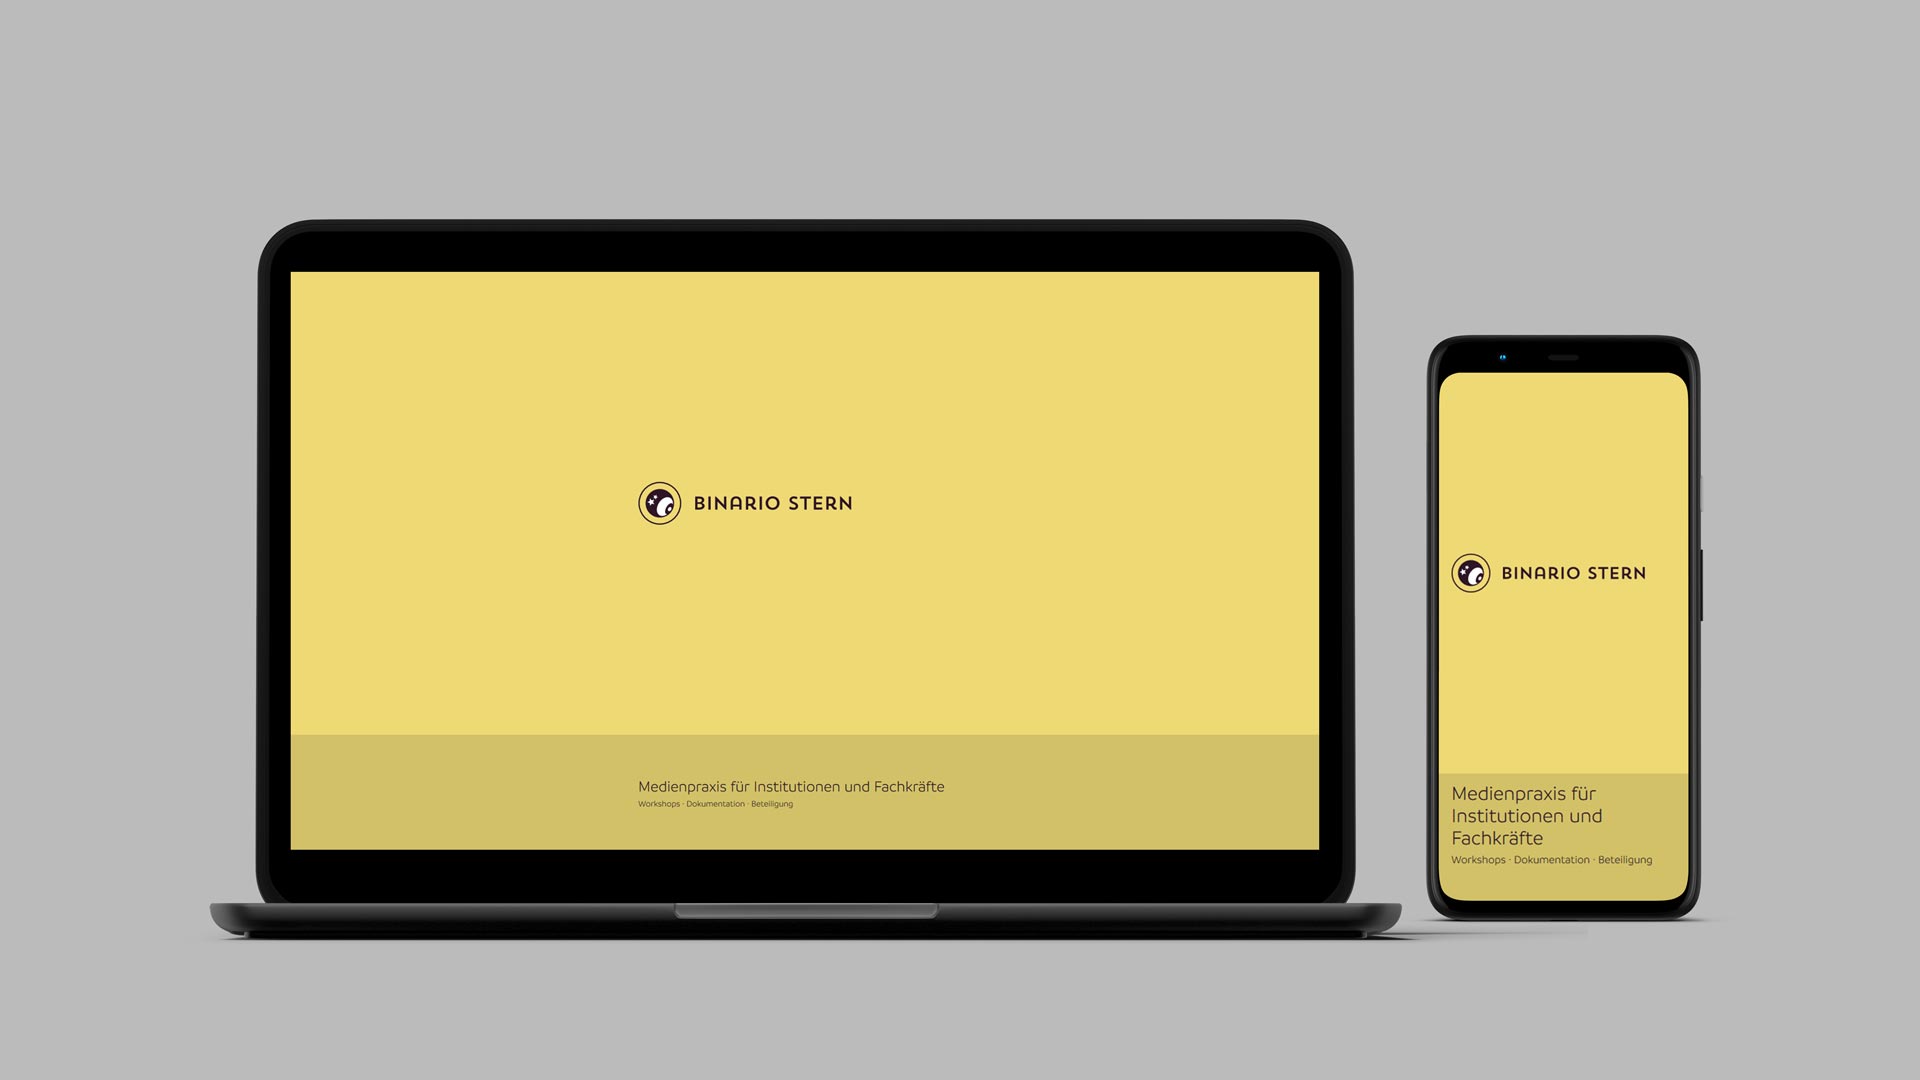 BINARIO STERN
Medienpraxis für Institutionen und Fachkräfte
Workshops · Dokumentation · Beteiligung
BINARIO STERN
Medienpraxis für
Institutionen und
Fachkräfte
Workshops · Dokumentation · Beteiligung